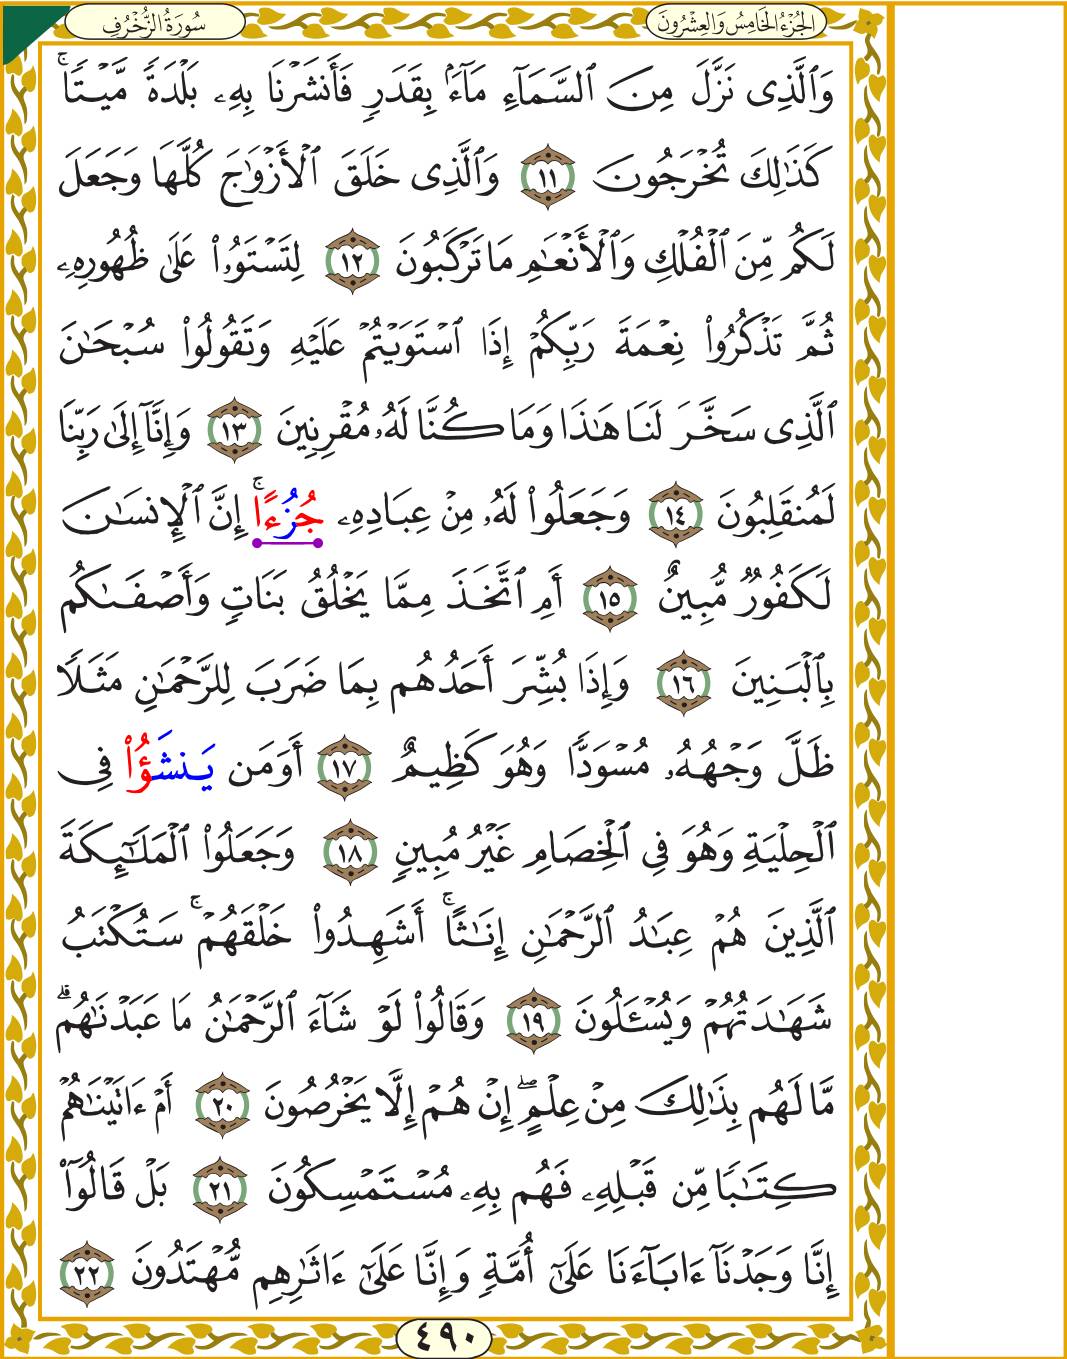 الجُزْءُ الخَامِسُ وَالعِشْرُونَ
سُورَةُ الزُّخْرُفِ
وَٱلَّذِى نَزَّلَ مِنَ ٱلسَّمَآءِ مَآءَۢ بِقَدَرٍ فَأَنشَرْنَا بِهِۦ بَلْدَةً مَّيْتًاۚ
كَذَٰلِكَ تُخْرَجُونَ ١١ وَٱلَّذِى خَلَقَ ٱلْأَزْوَٰجَ كُلَّهَا وَجَعَلَ
لَكُم مِّنَ ٱلْفُلْكِ وَٱلْأَنْعَٰمِ مَا تَرْكَبُونَ ١٢ لِتَسْتَوُۥا۟ عَلَىٰ ظُهُورِهِۦ
ثُمَّ تَذْكُرُوا۟ نِعْمَةَ رَبِّكُمْ إِذَا ٱسْتَوَيْتُمْ عَلَيْهِ وَتَقُولُوا۟ سُبْحَٰنَ
ٱلَّذِى سَخَّرَ لَنَا هَٰذَا وَمَا كُنَّا لَهُۥ مُقْرِنِينَ ١٣ وَإِنَّآ إِلَىٰ رَبِّنَا
لَمُنقَلِبُونَ ١٤ وَجَعَلُوا۟ لَهُۥ مِنْ عِبَادِهِۦ جُزُءًاۚ إِنَّ ٱلْإِنسَٰنَ
لَكَفُورٌ مُّبِينٌ ١٥ أَمِ ٱتَّخَذَ مِمَّا يَخْلُقُ بَنَاتٍ وَأَصْفَىٰكُم
بِٱلْبَنِينَ ١٦ وَإِذَا بُشِّرَ أَحَدُهُم بِمَا ضَرَبَ لِلرَّحْمَٰنِ مَثَلًا
ظَلَّ وَجْهُهُۥ مُسْوَدًّا وَهُوَ كَظِيمٌ ١٧ أَوَمَن يَنشَؤُا۟ فِى
ٱلْحِلْيَةِ وَهُوَ فِى ٱلْخِصَامِ غَيْرُ مُبِينٍ ١٨ وَجَعَلُوا۟ ٱلْمَلَٰٓئِكَةَ
ٱلَّذِينَ هُمْ عِبَٰدُ ٱلرَّحْمَٰنِ إِنَٰثًاۚ أَشَهِدُوا۟ خَلْقَهُمْۚ سَتُكْتَبُ
شَهَٰدَتُهُمْ وَيُسْـَٔلُونَ ١٩ وَقَالُوا۟ لَوْ شَآءَ ٱلرَّحْمَٰنُ مَا عَبَدْنَٰهُمۗ
مَّا لَهُم بِذَٰلِكَ مِنْ عِلْمٍۖ إِنْ هُمْ إِلَّا يَخْرُصُونَ ٢٠ أَمْ ءَاتَيْنَٰهُمْ
كِتَٰبًا مِّن قَبْلِهِۦ فَهُم بِهِۦ مُسْتَمْسِكُونَ ٢١ بَلْ قَالُوٓا۟
إِنَّا وَجَدْنَآ ءَابَآءَنَا عَلَىٰٓ أُمَّةٍ وَإِنَّا عَلَىٰٓ ءَاثَٰرِهِم مُّهْتَدُونَ ٢٢
٤٩٠